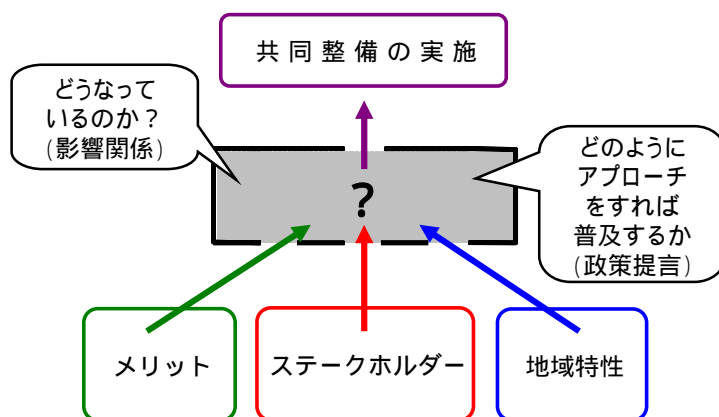 共同整備の実施
どうなって
いるのか？
(影響関係)
どのように
アプローチ
をすれば
普及するか
(政策提言)
？
メリット
ステークホルダー
地域特性